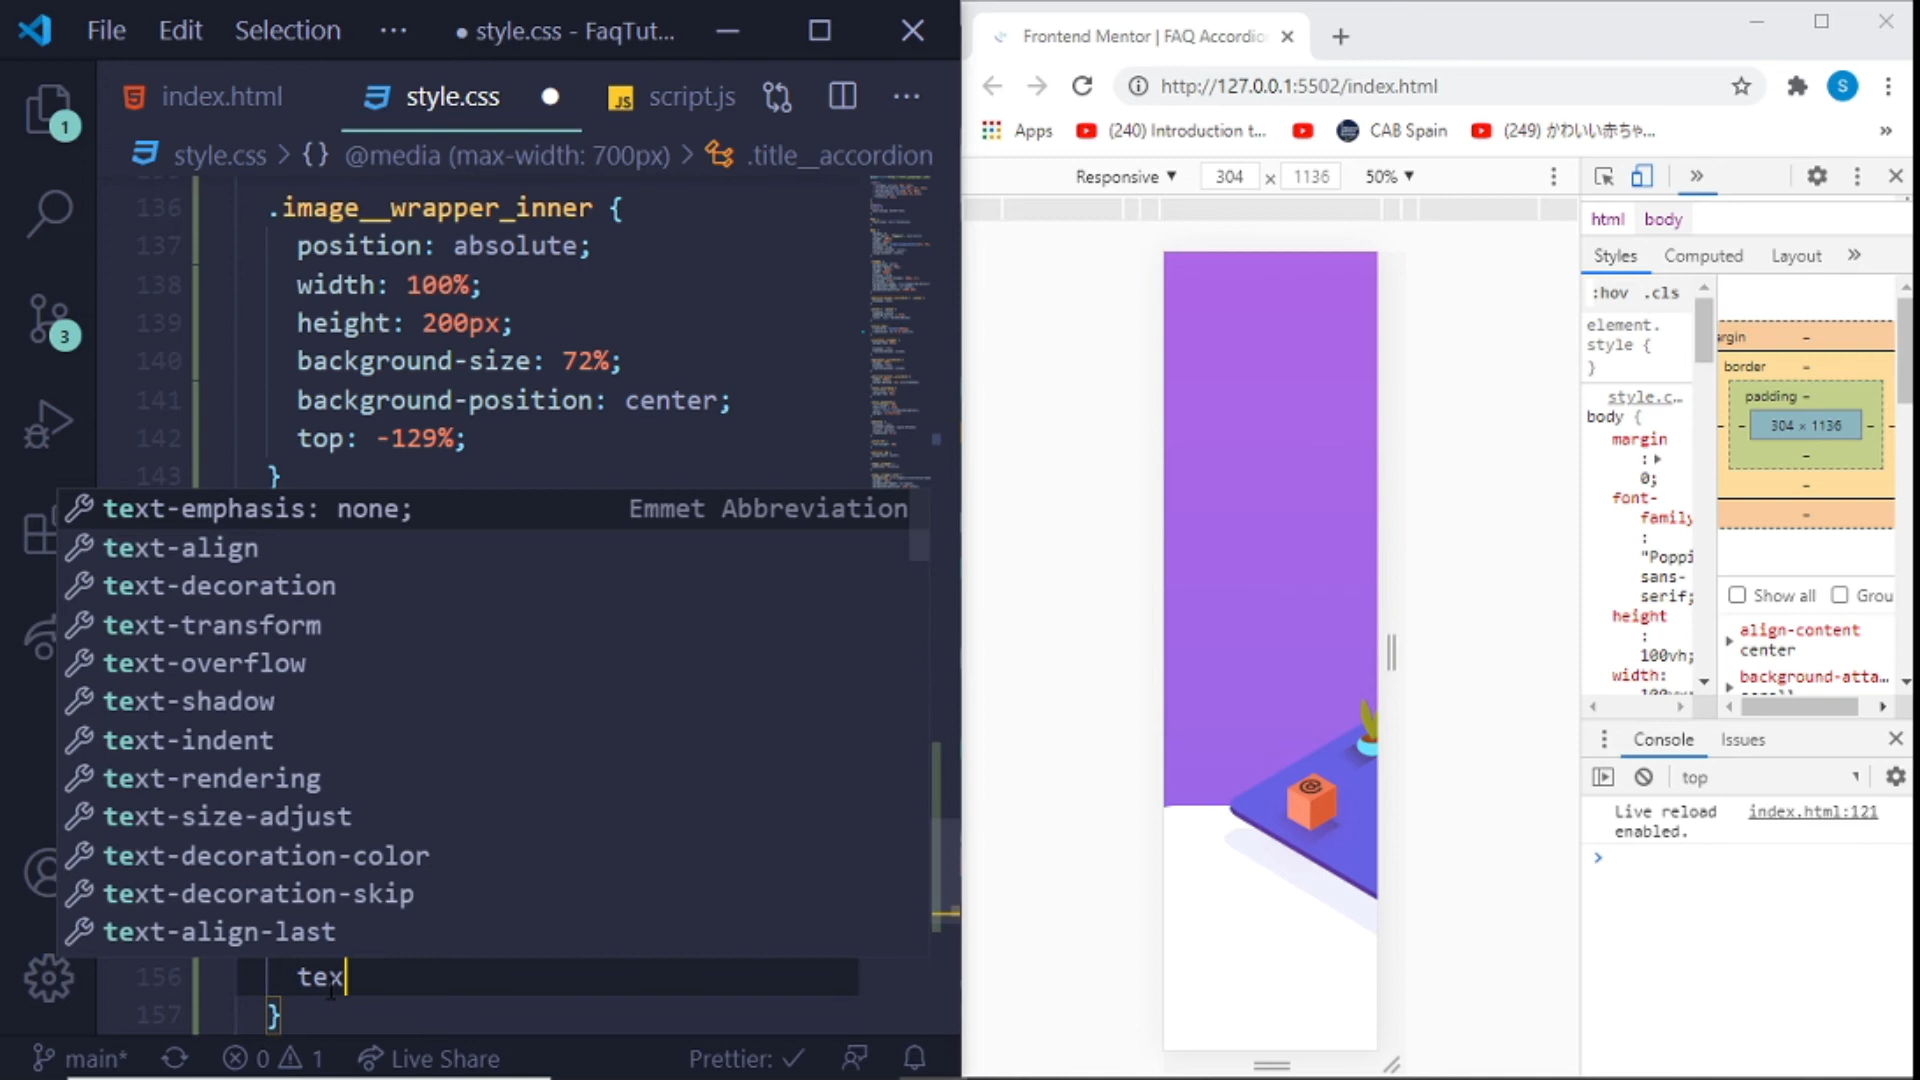 File Edit Selection ··· ● style.css - FaqTut...
index.html style.css JS script.js ···
style.css > {} @media (max-width: 700px) > .title__accordion
136 .image__wrapper_inner {
137 position: absolute;
138 width: 100%;
139 height: 200px;
140 background-size: 72%;
141 background-position: center;
142 top: -129%;
143 }
text-emphasis: none; Emmet Abbreviation
text-align
text-decoration
text-transform
text-overflow
text-shadow
text-indent
text-rendering
text-size-adjust
text-decoration-color
text-decoration-skip
text-align-last
156 tex
157 }
1
3
main* 0 1 Live Share Prettier: ✓
Frontend Mentor | FAQ Accordio
http://127.0.0.1:5502/index.html S
Apps (240) Introduction t... CAB Spain (249) かわいい赤ちゃ... »
Responsive ▼ 304 × 1136 50% ▼ »
html body
Styles Computed Layout »
:hov .cls
element.
style {
}
style.c...
body {
margin
: ▸
0;
font-
family
:
"Poppi
sans-
serif;
height
:
100vh;
width:
rgin –
border –
padding –
– 304 × 1136 –
–
–
–
Show all Grou
align-content
center
background-atta...
Console Issues
top
Live reload index.html:121
enabled.
>
@